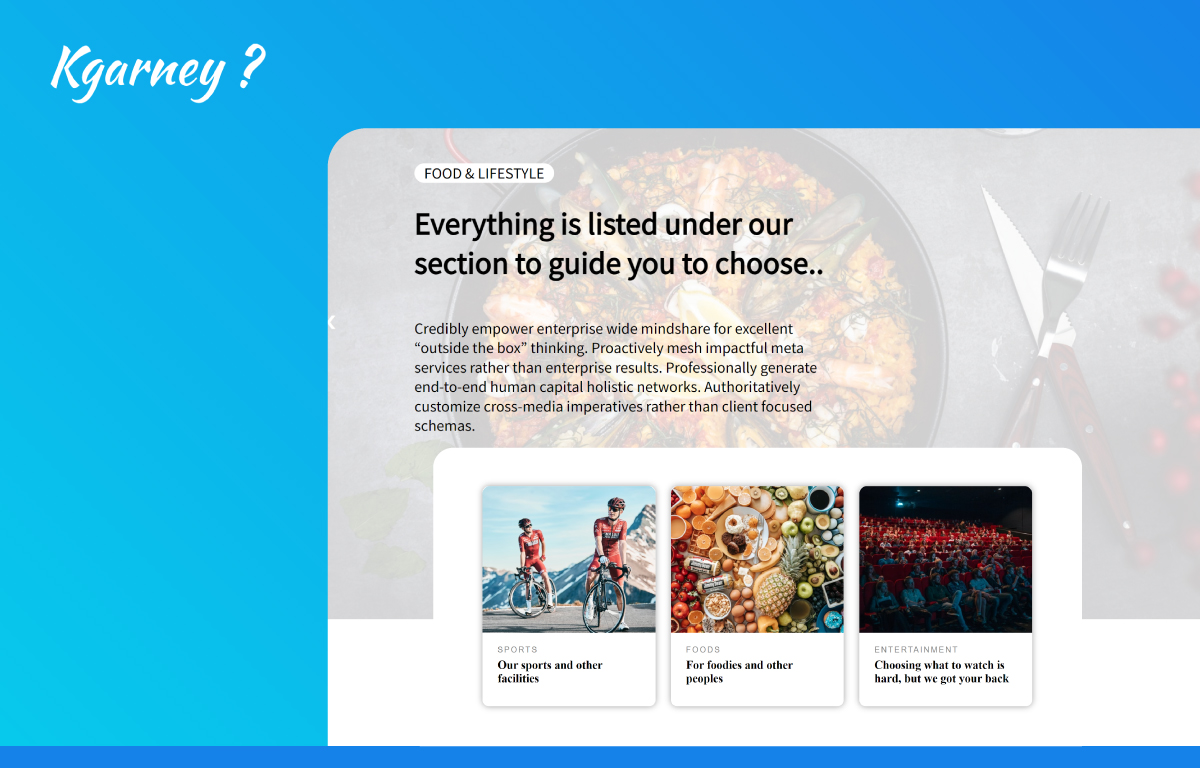 Kgarney ?
FOOD & LIFESTYLE
Everything is listed under our
section to guide you to choose..
Credibly empower enterprise wide mindshare for excellent
“outside the box” thinking. Proactively mesh impactful meta
services rather than enterprise results. Professionally generate
end-to-end human capital holistic networks. Authoritatively
customize cross-media imperatives rather than client focused
schemas.
SPORTS
Our sports and other
facilities
FOODS
For foodies and other
peoples
ENTERTAINMENT
Choosing what to watch is
hard, but we got your back